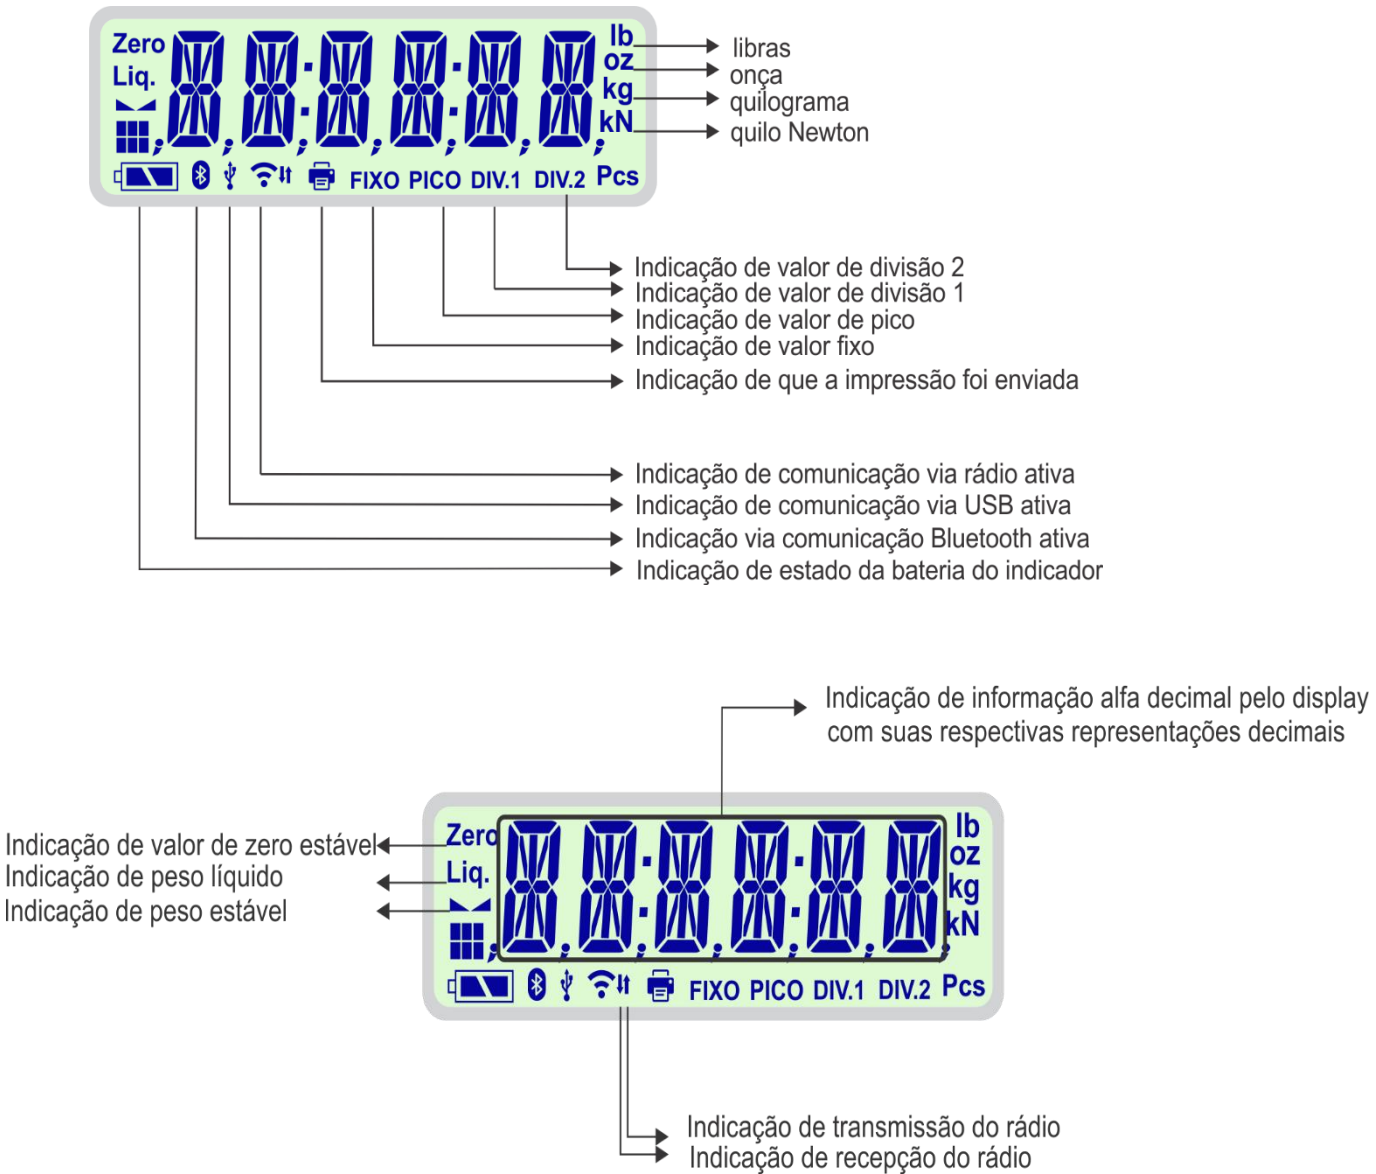 Zero
Liq.
lb
oz
kg
kN
libras
onça
quilograma
quilo Newton
FIXO PICO DIV.1 DIV.2 Pcs
Indicação de valor de divisão 2
Indicação de valor de divisão 1
Indicação de valor de pico
Indicação de valor fixo
Indicação de que a impressão foi enviada
Indicação de comunicação via rádio ativa
Indicação de comunicação via USB ativa
Indicação via comunicação Bluetooth ativa
Indicação de estado da bateria do indicador
Indicação de informação alfa decimal pelo display
com suas respectivas representações decimais
Indicação de valor de zero estável
Indicação de peso líquido
Indicação de peso estável
Zero
Liq.
lb
oz
kg
kN
FIXO PICO DIV.1 DIV.2 Pcs
Indicação de transmissão do rádio
Indicação de recepção do rádio